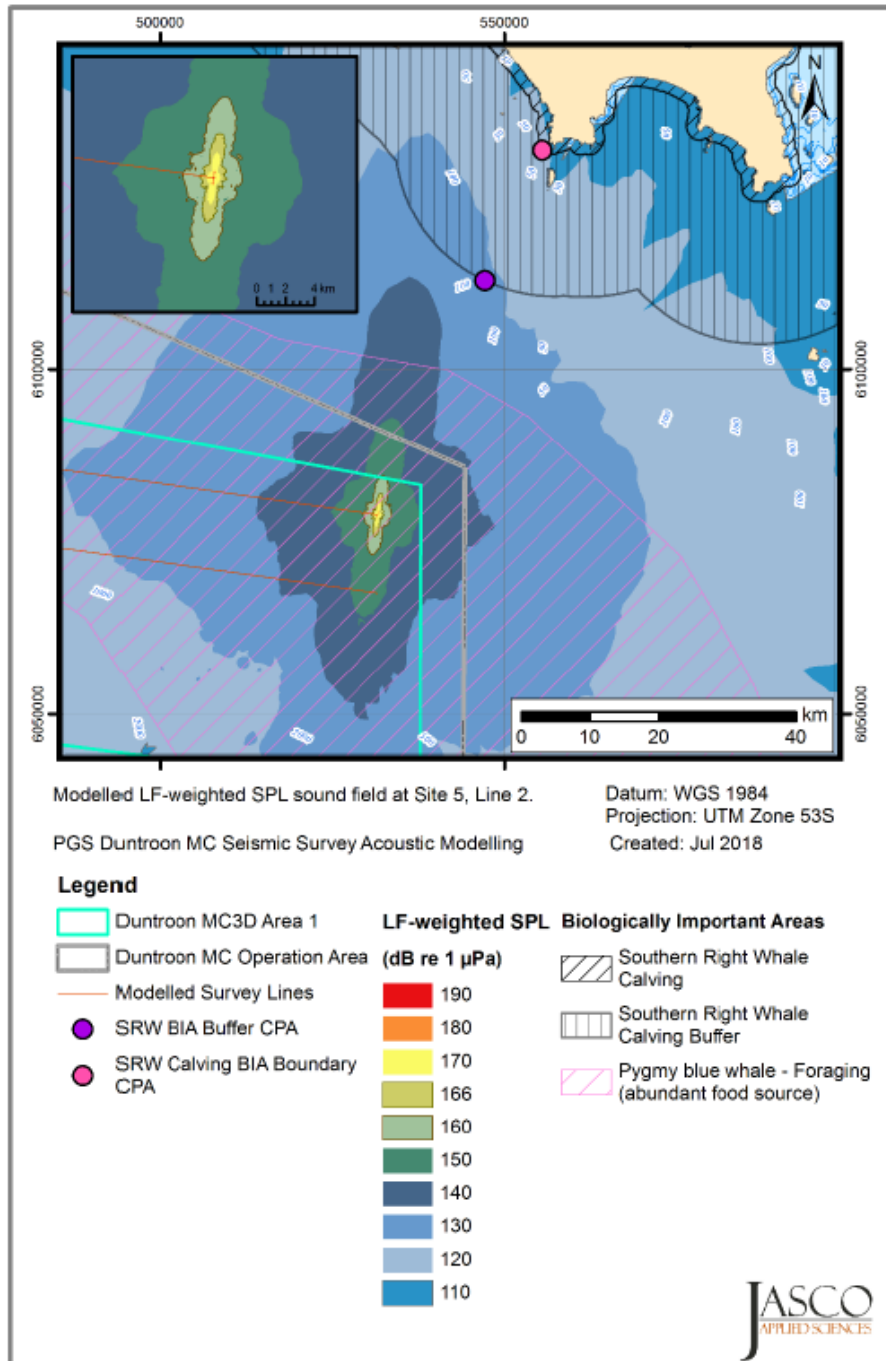 500000
550000
N
0 1 2 4 km
6100000
6100000
6050000
6050000
km
0 10 20 40
Modelled LF-weighted SPL sound field at Site 5, Line 2.
Datum: WGS 1984
Projection: UTM Zone 53S
PGS Duntroon MC Seismic Survey Acoustic Modelling
Created: Jul 2018
Legend
Duntroon MC3D Area 1
Duntroon MC Operation Area
Modelled Survey Lines
SRW BIA Buffer CPA
SRW Calving BIA Boundary
CPA
LF-weighted SPL
(dB re 1 µPa)
190
180
170
166
160
150
140
130
120
110
Biologically Important Areas
Southern Right Whale
Calving
Southern Right Whale
Calving Buffer
Pygmy blue whale - Foraging
(abundant food source)
JASCO
APPLIED SCIENCES